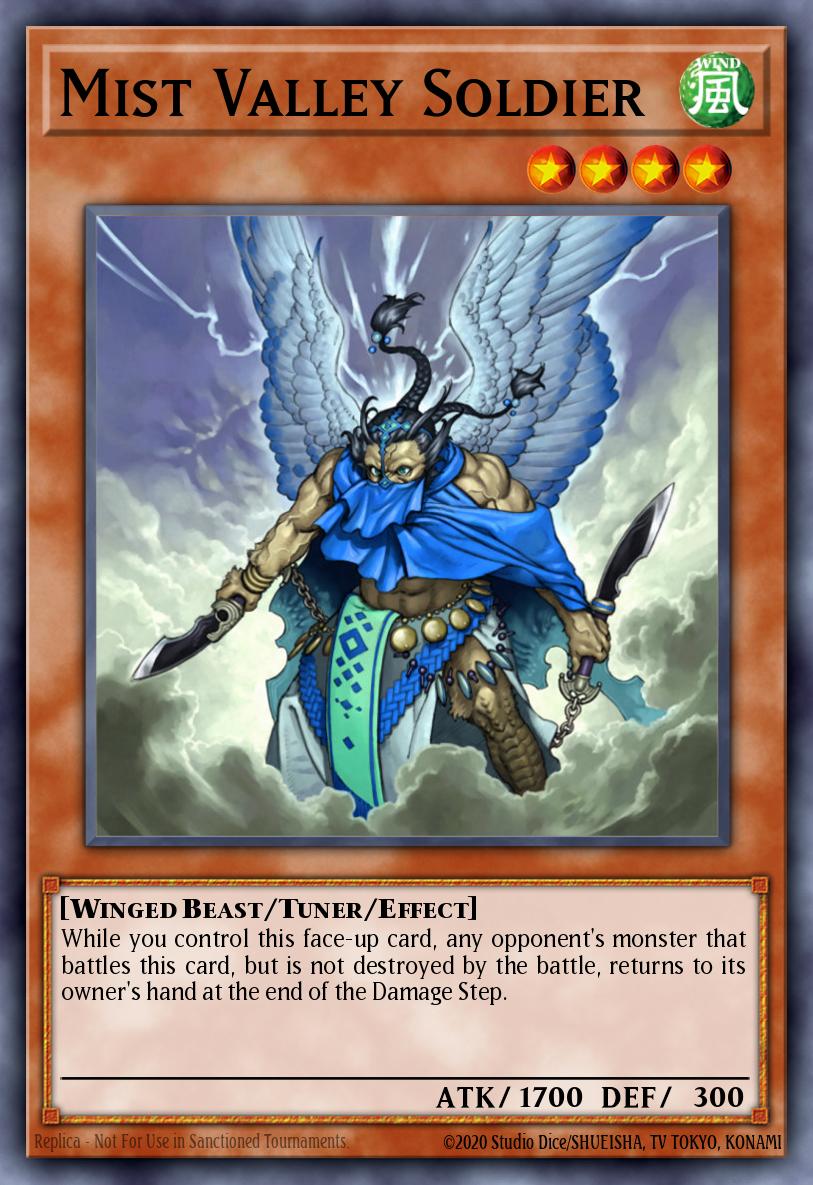 Mist Valley Soldier
WIND
風
[Winged Beast/Tuner/Effect]
While you control this face-up card, any opponent's monster that
battles this card, but is not destroyed by the battle, returns to its
owner's hand at the end of the Damage Step.
ATK/ 1700 DEF/ 300
Replica - Not For Use in Sanctioned Tournaments.
©2020 Studio Dice/SHUEISHA, TV TOKYO, KONAMI